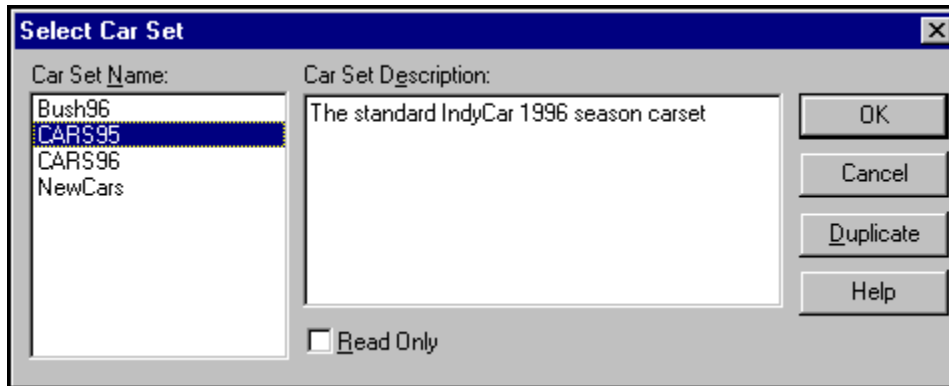 Select Car Set
Car Set Name:
Bush96
CARS95
CARS96
NewCars
Car Set Description:
The standard IndyCar 1996 season carset
Read Only
OK
Cancel
Duplicate
Help